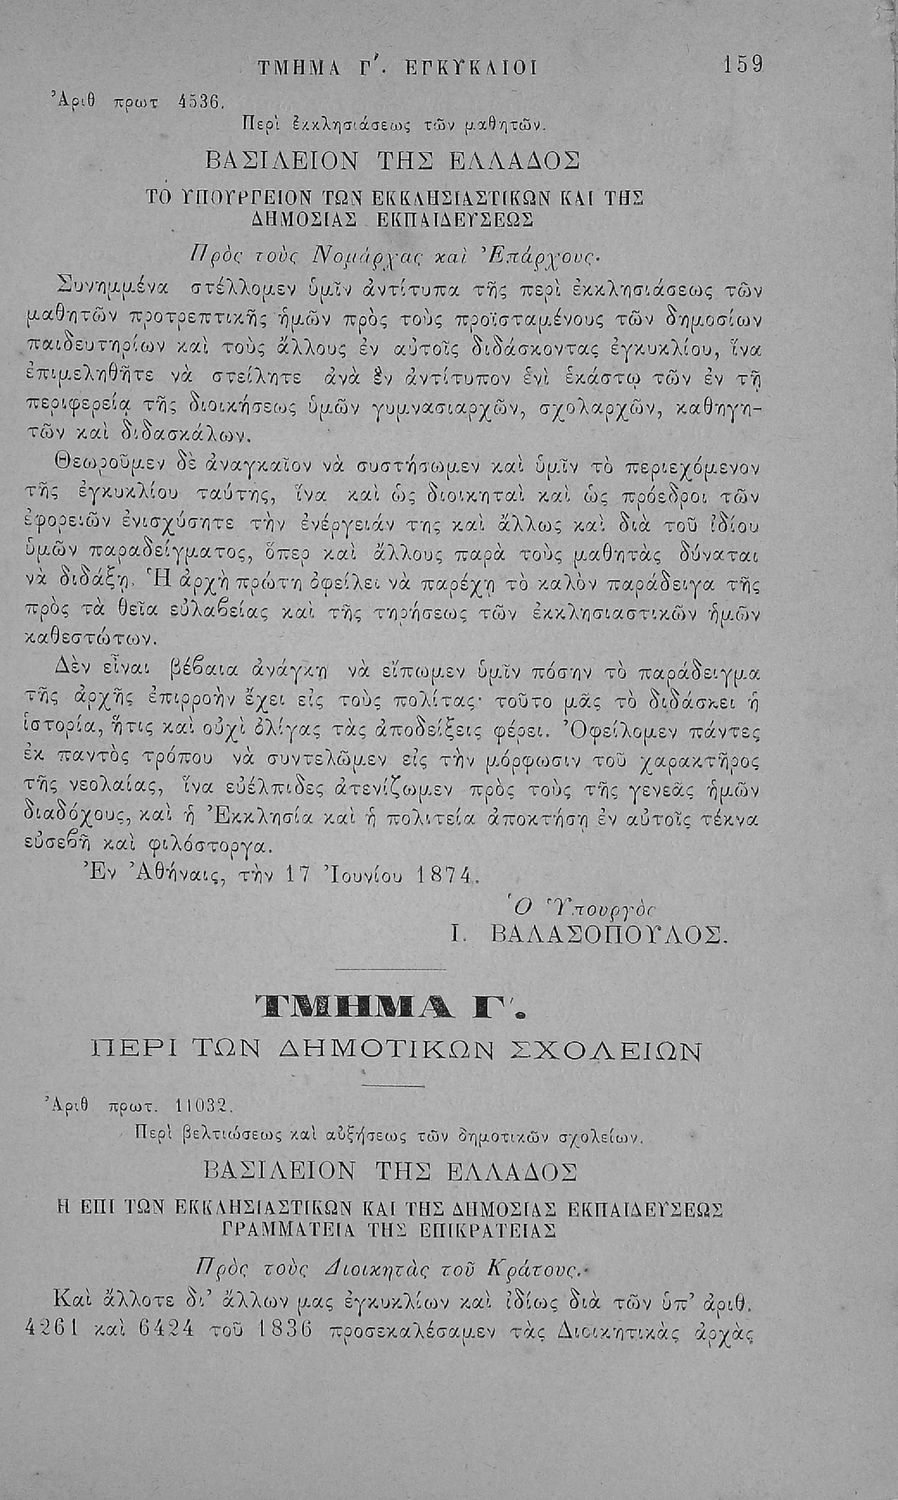 ΤΜΗΜΑ Γʹ. ΕΓΚΥΚΛΙΟΙ 159
Ἀριθ πρωτ 4536.
Περὶ ἐκκλησιάσεως τῶν μαθητῶν.
ΒΑΣΙΛΕΙΟΝ ΤΗΣ ΕΛΛΑΔΟΣ
ΤΟ ΥΠΟΥΡΓΕΙΟΝ ΤΩΝ ΕΚΚΛΗΣΙΑΣΤΙΚΩΝ ΚΑΙ ΤΗΣ
ΔΗΜΟΣΙΑΣ ΕΚΠΑΙΔΕΥΣΕΩΣ
Πρὸς τοὺς Νομάρχας καὶ Ἐπάρχους.
Συνημμένα στέλλομεν ὑμῖν ἀντίτυπα τῆς περὶ ἐκκλησιάσεως τῶν
μαθητῶν προτρεπτικῆς ἡμῶν πρὸς τοὺς προϊσταμένους τῶν δημοσίων
παιδευτηρίων καὶ τοὺς ἄλλους ἐν αὐτοῖς διδάσκοντας ἐγκυκλίου, ἵνα
ἐπιμεληθῆτε νὰ στείλητε ἀνὰ ἓν ἀντίτυπον ἑνὶ ἑκάστῳ τῶν ἐν τῇ
περιφερείᾳ τῆς διοικήσεως ὑμῶν γυμνασιαρχῶν, σχολαρχῶν, καθηγη-
τῶν καὶ διδασκάλων.
Θεωροῦμεν δὲ ἀναγκαῖον νὰ συστήσωμεν καὶ ὑμῖν τὸ περιεχόμενον
τῆς ἐγκυκλίου ταύτης, ἵνα καὶ ὡς διοικηταὶ καὶ ὡς πρόεδροι τῶν
ἐφορειῶν ἐνισχύσητε τὴν ἐνέργειάν της καὶ ἄλλως καὶ διὰ τοῦ ἰδίου
ὑμῶν παραδείγματος, ὅπερ καὶ ἄλλους παρὰ τοὺς μαθητὰς δύναται
νὰ διδάξῃ. Ἡ ἀρχὴ πρώτη ὀφείλει νὰ παρέχῃ τὸ καλὸν παράδειγα τῆς
πρὸς τὰ θεῖα εὐλαβείας καὶ τῆς τηρήσεως τῶν ἐκκλησιαστικῶν ἡμῶν
καθεστώτων.
Δὲν εἶναι βέβαια ἀνάγκη νὰ εἴπωμεν ὑμῖν πόσην τὸ παράδειγμα
τῆς ἀρχῆς ἐπιρροὴν ἔχει εἰς τοὺς πολίτας· τοῦτο μᾶς τὸ διδάσκει ἡ
ἱστορία, ἥτις καὶ οὐχὶ ὀλίγας τὰς ἀποδείξεις φέρει. Ὀφείλομεν πάντες
ἐκ παντὸς τρόπου νὰ συντελῶμεν εἰς τὴν μόρφωσιν τοῦ χαρακτῆρος
τῆς νεολαίας, ἵνα εὐέλπιδες ἀτενίζωμεν πρὸς τοὺς τῆς γενεᾶς ἡμῶν
διαδόχους, καὶ ἡ Ἐκκλησία καὶ ἡ πολιτεία ἀποκτήσῃ ἐν αὐτοῖς τέκνα
εὐσεβῆ καὶ φιλόστοργα.
Ἐν Ἀθήναις, τὴν 17 Ἰουνίου 1874.
Ὁ Ὑπουργὸς
Ι. ΒΑΛΑΣΟΠΟΥΛΟΣ.
ΤΜΗΜΑ Γʹ.
ΠΕΡΙ ΤΩΝ ΔΗΜΟΤΙΚΩΝ ΣΧΟΛΕΙΩΝ
Ἀριθ πρωτ. 11032.
Περὶ βελτιώσεως καὶ αὐξήσεως τῶν δημοτικῶν σχολείων.
ΒΑΣΙΛΕΙΟΝ ΤΗΣ ΕΛΛΑΔΟΣ
Η ΕΠΙ ΤΩΝ ΕΚΚΛΗΣΙΑΣΤΙΚΩΝ ΚΑΙ ΤΗΣ ΔΗΜΟΣΙΑΣ ΕΚΠΑΙΔΕΥΣΕΩΣ
ΓΡΑΜΜΑΤΕΙΑ ΤΗΣ ΕΠΙΚΡΑΤΕΙΑΣ
Πρὸς τοὺς Διοικητὰς τοῦ Κράτους.
Καὶ ἄλλοτε δι' ἄλλων μας ἐγκυκλίων καὶ ἰδίως διὰ τῶν ὑπ' ἀριθ.
4261 καὶ 6424 τοῦ 1836 προσεκαλέσαμεν τὰς Διοικητικὰς ἀρχὰς